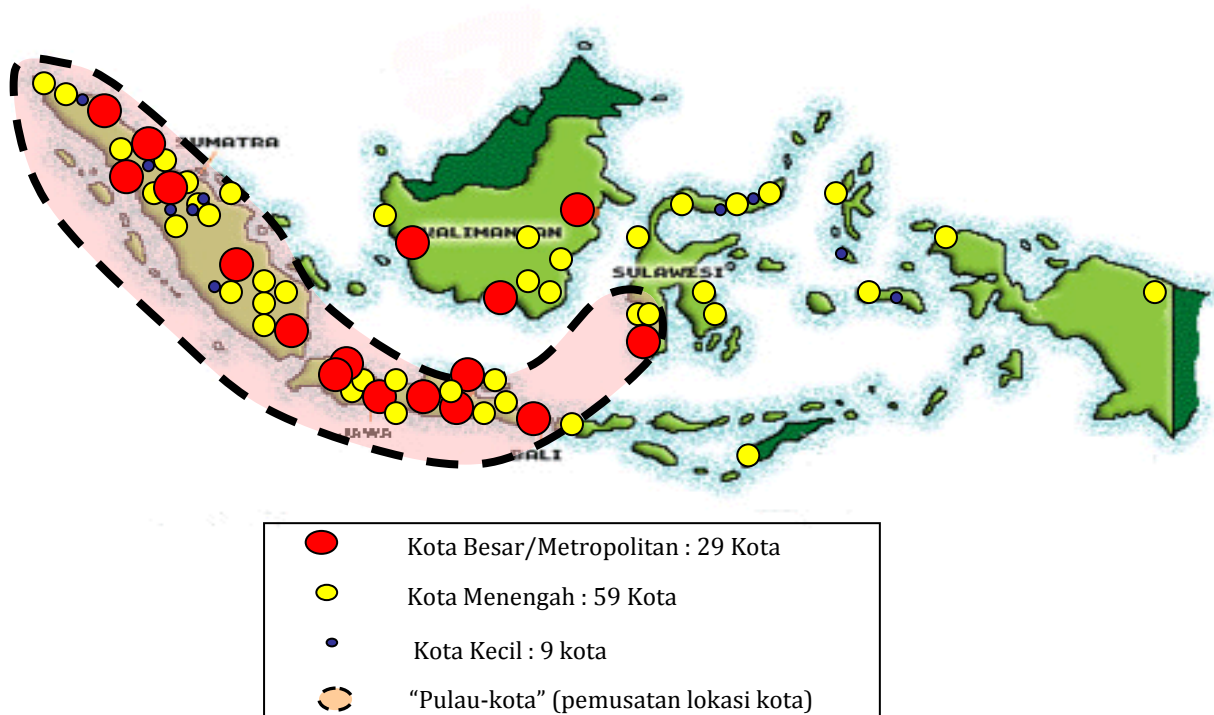 SUMATRA
KALIMANTAN
SULAWESI
JAWA
BALI
Kota Besar/Metropolitan : 29 Kota
Kota Menengah : 59 Kota
Kota Kecil : 9 kota
“Pulau-kota” (pemusatan lokasi kota)